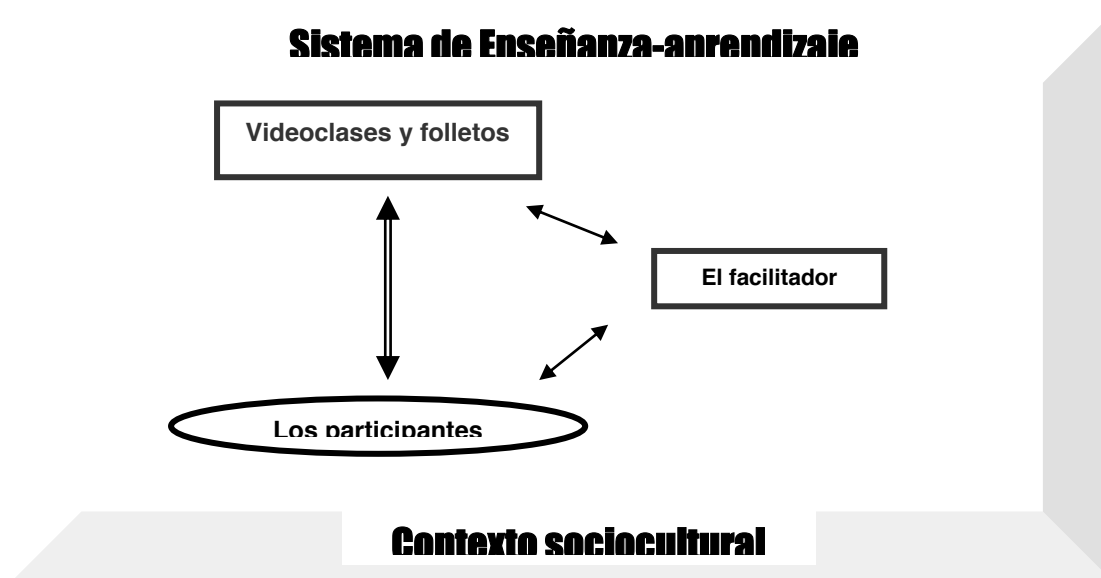 Sistema de Enseñanza-aprendizaje
Videoclases y folletos
El facilitador
Los participantes
Contexto sociocultural